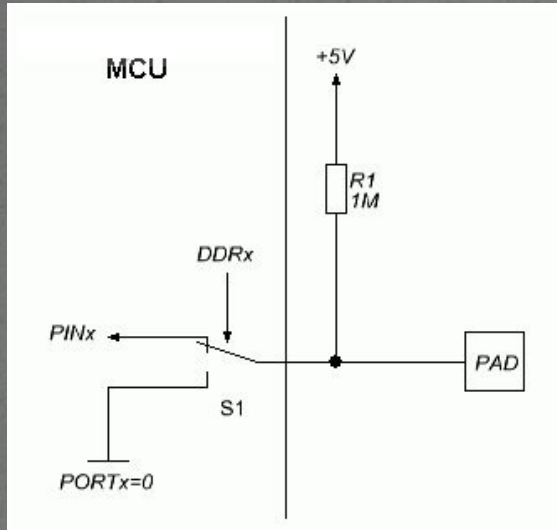 MCU
+5V
R1
1M
DDRx
PINx
PAD
S1
PORTx=0